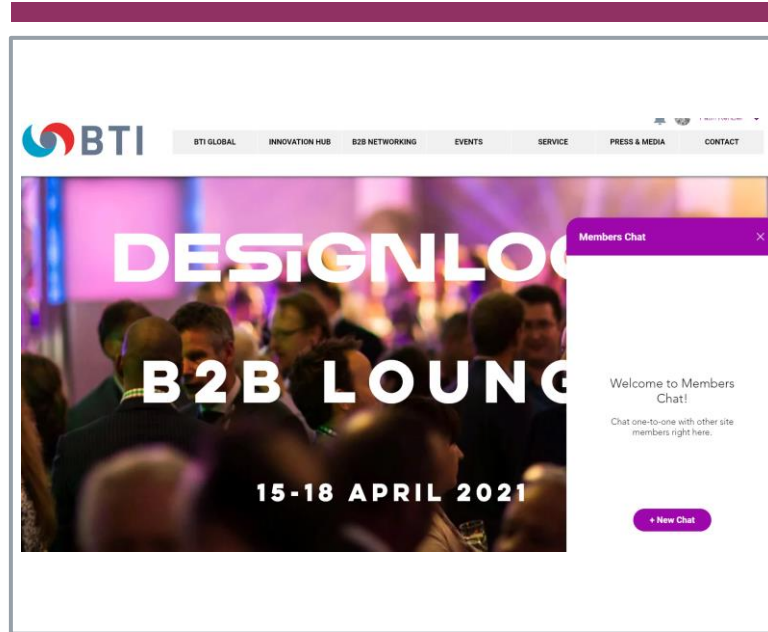 BTI
BTI GLOBAL INNOVATION HUB B2B NETWORKING EVENTS SERVICE PRESS & MEDIA CONTACT
DESIGNLO
B2B LOUNG
15-18 APRIL 2021
Members Chat
Welcome to Members
Chat!
Chat one-to-one with other site
members right here.
+ New Chat